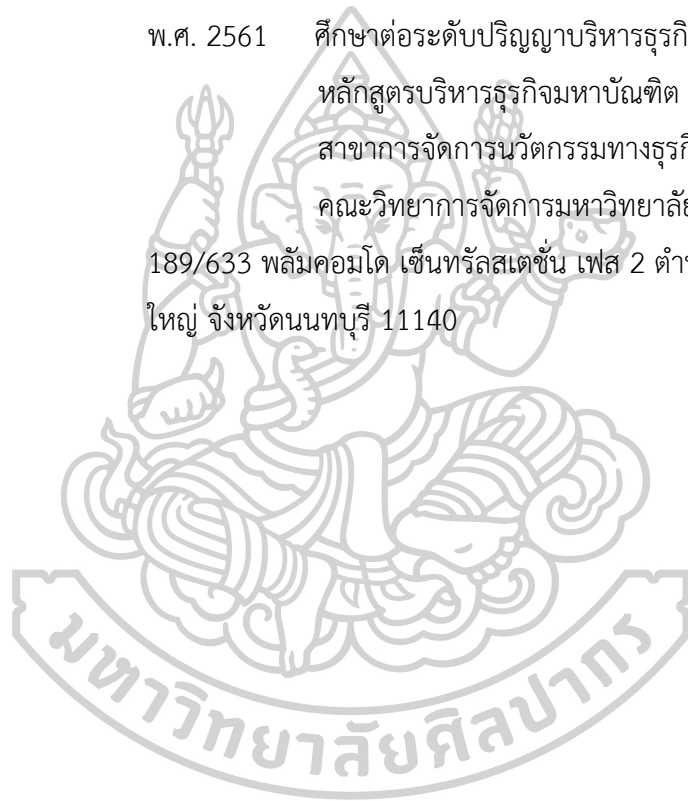 พ.ศ. 2561 ศึกษาต่อระดับปริญญาบริหารธุรกิ
หลักสูตรบริหารธุรกิจมหาบัณฑิต
สาขาการจัดการนวัตกรรมทางธุรกิ
คณะวิทยาการจัดการมหาวิทยาลัย
189/633 พลัมคอมโด เซ็นทรัลสเตชั่น เฟส 2 ตำ
ใหญ่ จังหวัดนนทบุรี 11140
มหาวิทยาลัยศิลปากร